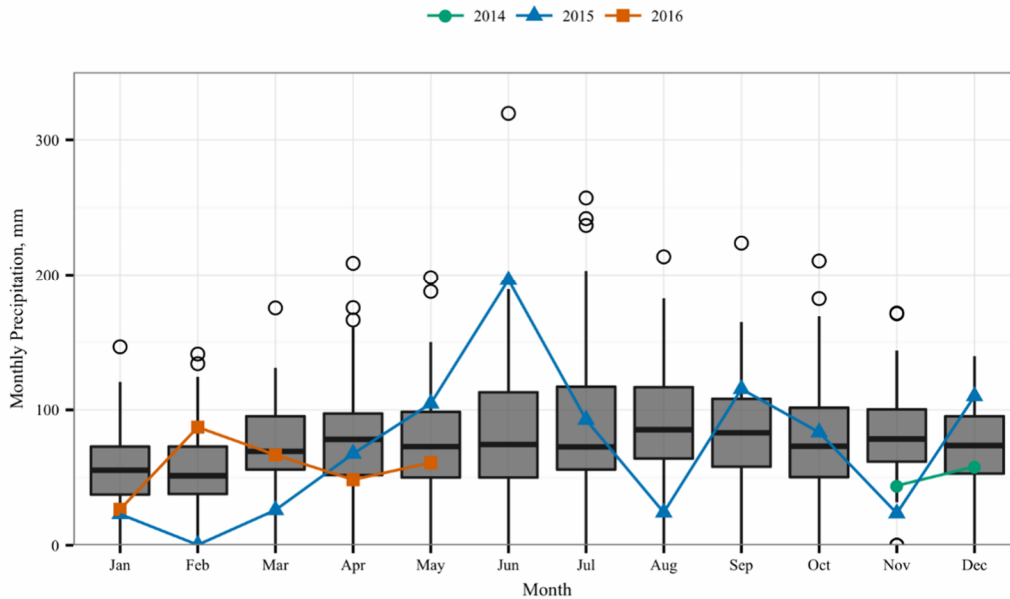 2014 2015 2016
Monthly Precipitation, mm
300
200
100
0
Jan Feb Mar Apr May Jun Jul Aug Sep Oct Nov Dec
Month